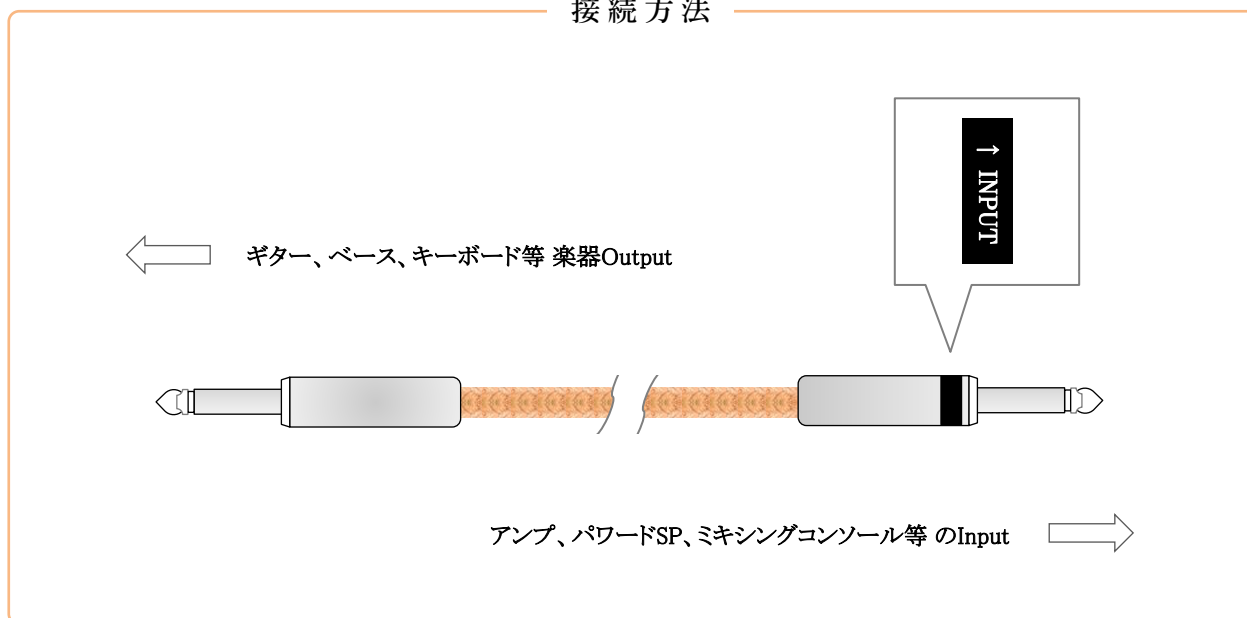 接続方法
↑ INPUT
ギター、ベース、キーボード等 楽器Output
アンプ、パワードSP、ミキシングコンソール等 のInput